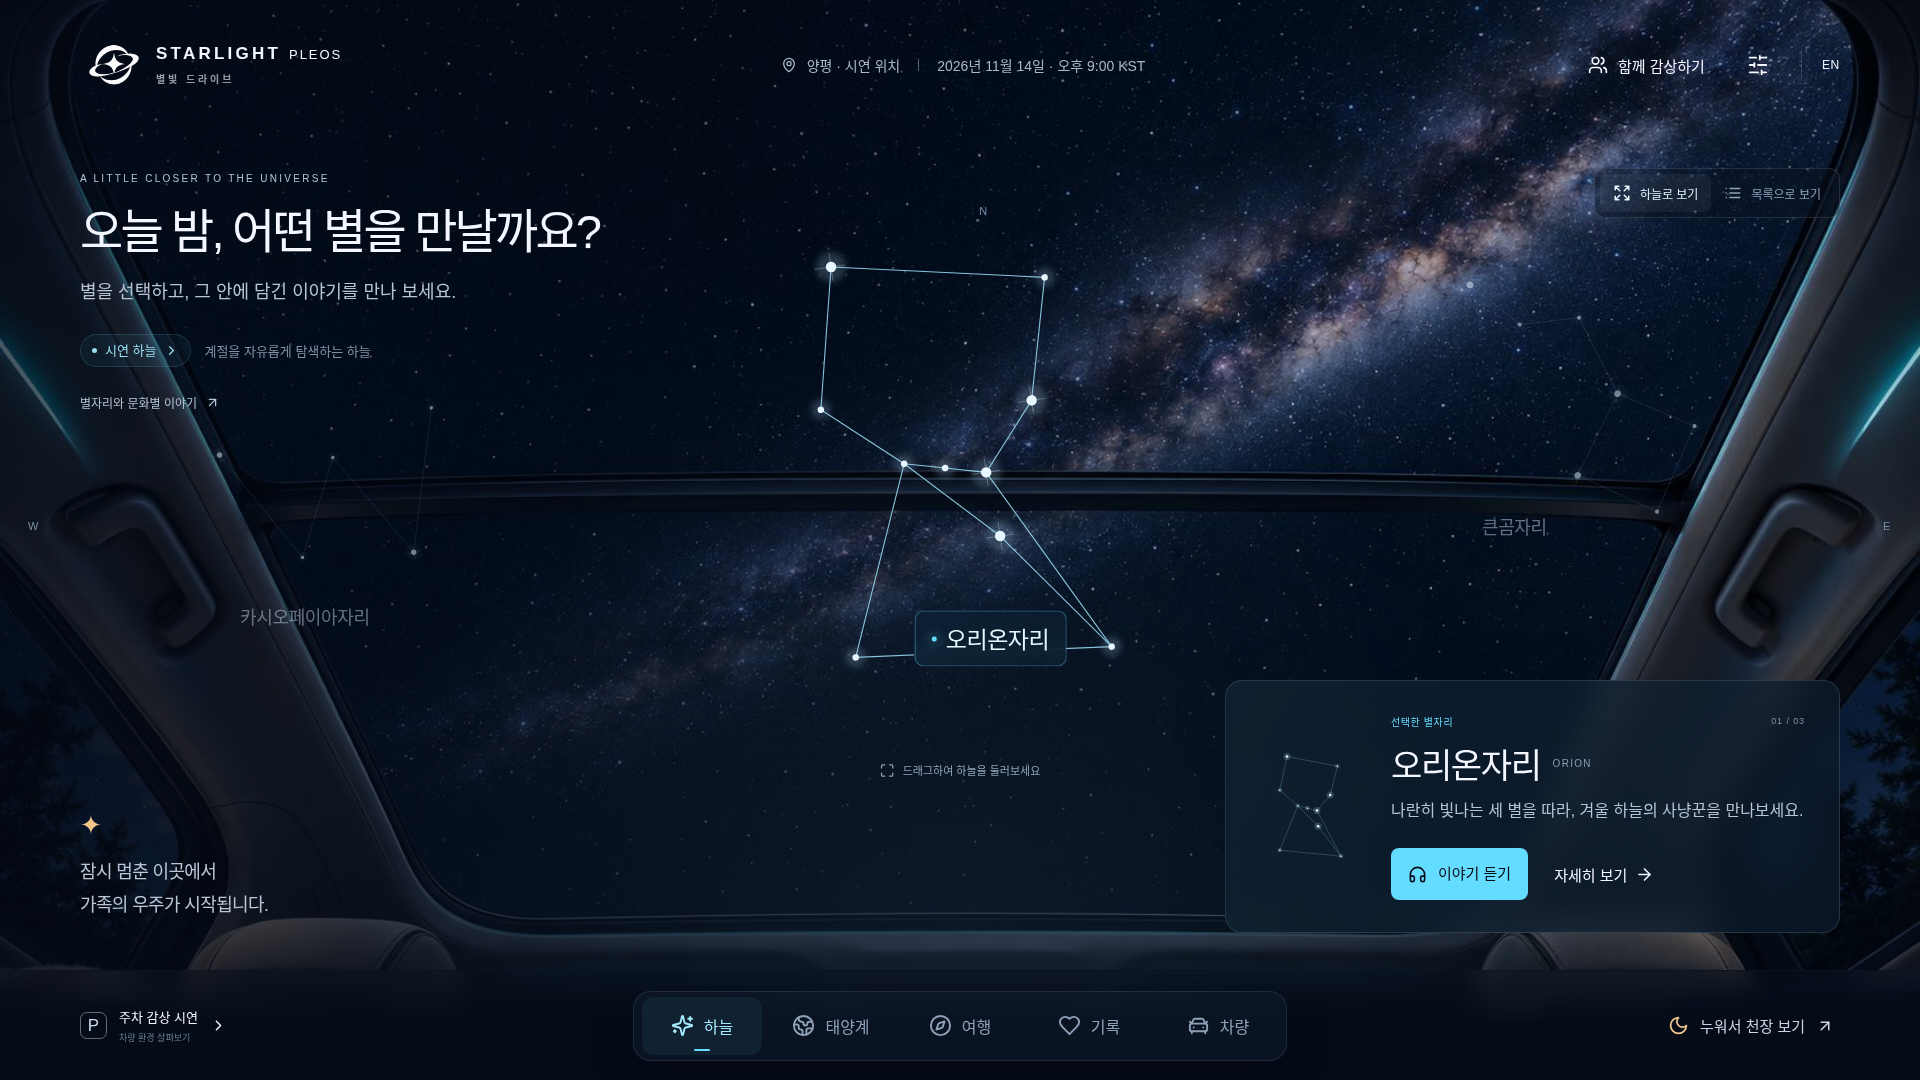 STARLIGHT PLEOS
별빛 드라이브
양평 · 시연 위치
2026년 11월 14일 · 오후 9:00 KST
함께 감상하기
EN
A LITTLE CLOSER TO THE UNIVERSE
오늘 밤, 어떤 별을 만날까요?
별을 선택하고, 그 안에 담긴 이야기를 만나 보세요.
시연 하늘
계절을 자유롭게 탐색하는 하늘
별자리와 문화별 이야기
하늘로 보기
목록으로 보기
N
W
E
큰곰자리
카시오페이아자리
오리온자리
드래그하여 하늘을 둘러보세요
선택한 별자리
01 / 03
오리온자리 ORION
나란히 빛나는 세 별을 따라, 겨울 하늘의 사냥꾼을 만나보세요.
이야기 듣기
자세히 보기
잠시 멈춘 이곳에서
가족의 우주가 시작됩니다.
P
주차 감상 시연
차량 환경 살펴보기
하늘
태양계
여행
기록
차량
누워서 천장 보기